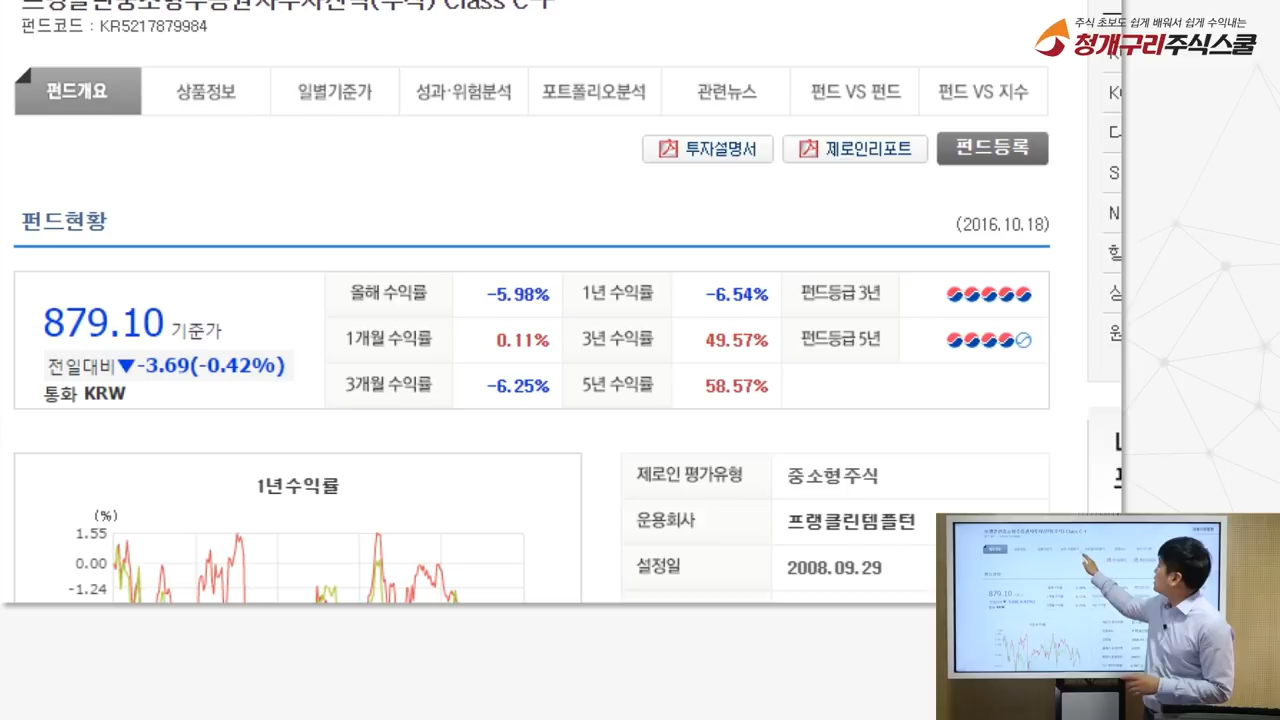 Class C-F
펀드코드 : KR5217879984
주식 초보도 쉽게 배워서 쉽게 수익내는
청개구리주식스쿨
펀드개요 상품정보 일별기준가 성과·위험분석 포트폴리오분석 관련뉴스 펀드 VS 펀드 펀드 VS 지수
투자설명서 제로인리포트 펀드등록
펀드현황 (2016.10.18)
879.10 기준가
전일대비▼-3.69(-0.42%)
통화 KRW
올해 수익률 -5.98% 1년 수익률 -6.54% 펀드등급 3년
1개월 수익률 0.11% 3년 수익률 49.57% 펀드등급 5년
3개월 수익률 -6.25% 5년 수익률 58.57%
1년수익률
(%)
1.55
0.00
-1.24
제로인 평가유형 중소형주식
운용회사 프랭클린템플턴
설정일 2008.09.29
879.10